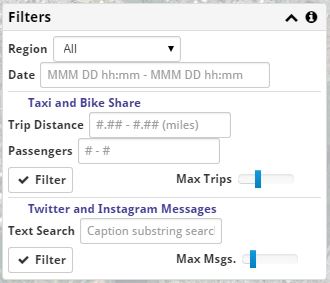 Filters
Region All
Date MMM DD hh:mm - MMM DD hh:mm
Taxi and Bike Share
Trip Distance #.## - #.## (miles)
Passengers # - #
Filter Max Trips
Twitter and Instagram Messages
Text Search Caption substring searc
Filter Max Msgs.